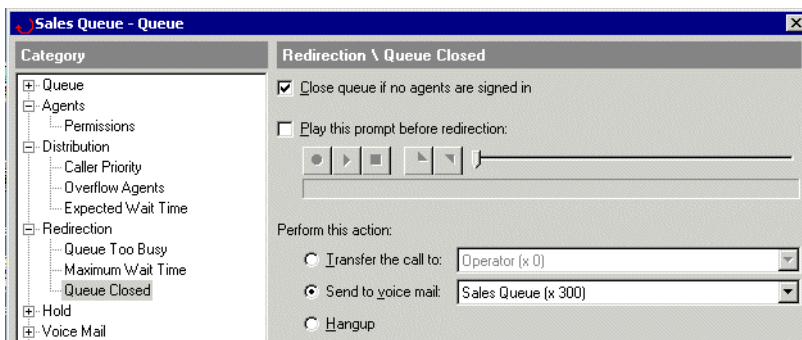 Sales Queue - Queue
Category
Queue
Agents
Permissions
Distribution
Caller Priority
Overflow Agents
Expected Wait Time
Redirection
Queue Too Busy
Maximum Wait Time
Queue Closed
Hold
Voice Mail
Redirection \ Queue Closed
Close queue if no agents are signed in
Play this prompt before redirection:
Perform this action:
Transfer the call to: Operator (x 0)
Send to voice mail: Sales Queue (x 300)
Hangup